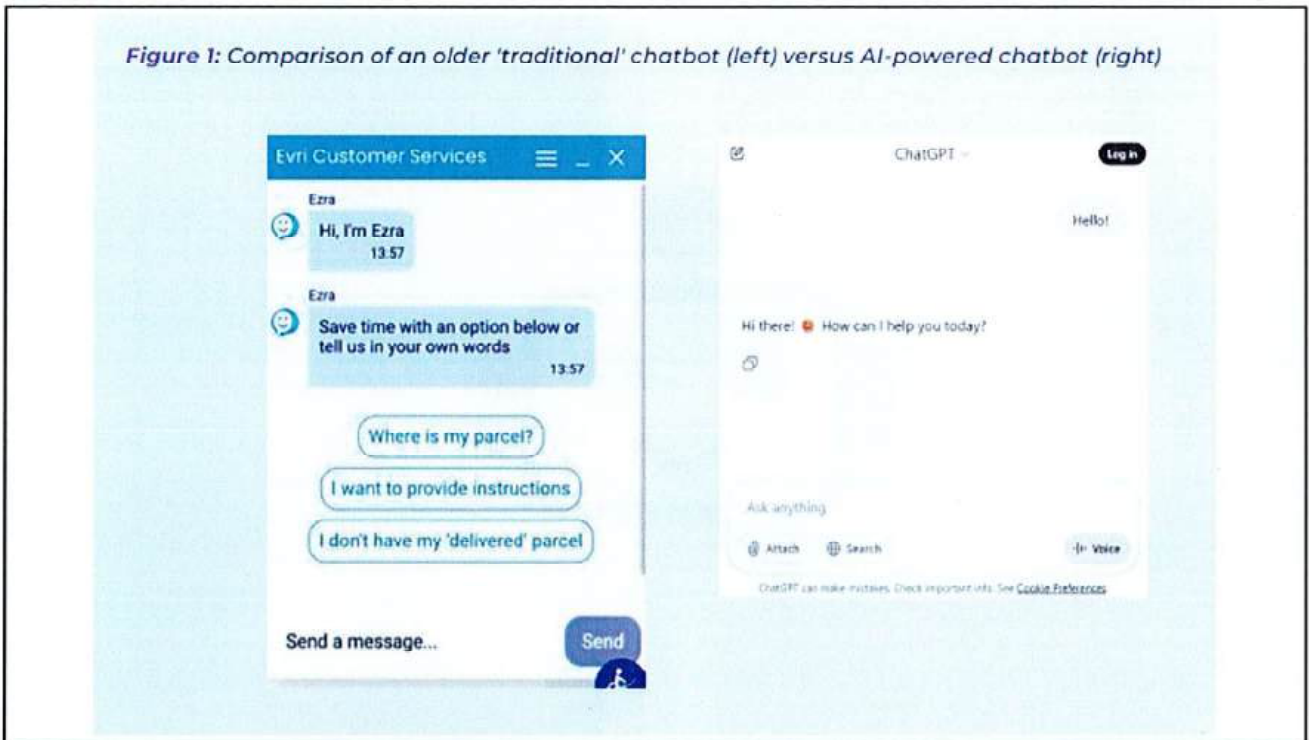 Figure 1: Comparison of an older 'traditional' chatbot (left) versus AI-powered chatbot (right)
Evri Customer Services
Ezra
Hi, I'm Ezra
13:57
Ezra
Save time with an option below or
tell us in your own words
13:57
Where is my parcel?
I want to provide instructions
I don't have my 'delivered' parcel
Send a message...
Send
ChatGPT
Log in
Hello!
Hi there! How can I help you today?
Ask anything
Attach
Search
Voice
ChatGPT can make mistakes. Check important info. See Cookie Preferences.